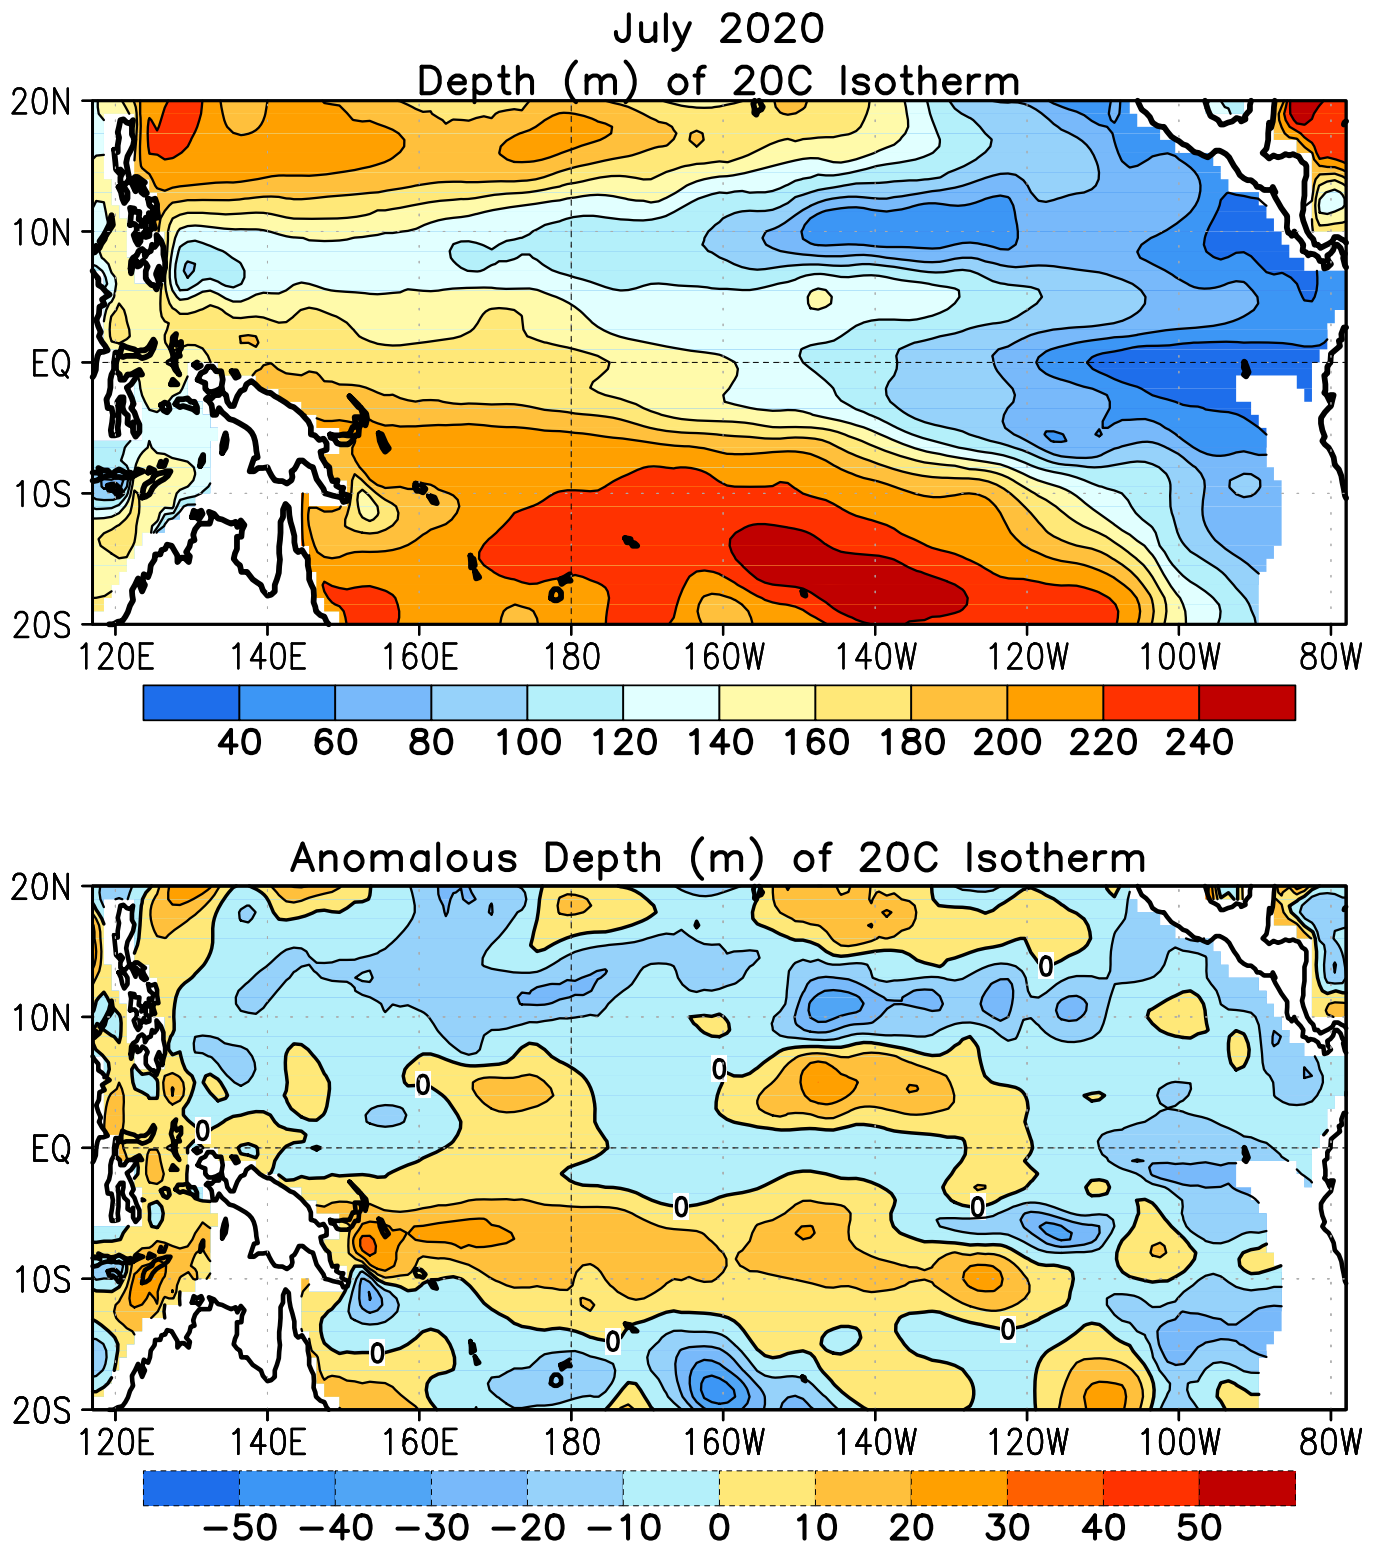 July 2020
Depth (m) of 20C Isotherm
20N
10N
EQ
10S
20S
120E 140E 160E 180 160W 140W 120W 100W 80W
40 60 80 100 120 140 160 180 200 220 240
Anomalous Depth (m) of 20C Isotherm
20N
0
10N
0
0
0
EQ
0
0
10S
0
0
0
20S
120E 140E 160E 180 160W 140W 120W 100W 80W
−50 −40 −30 −20 −10 0 10 20 30 40 50